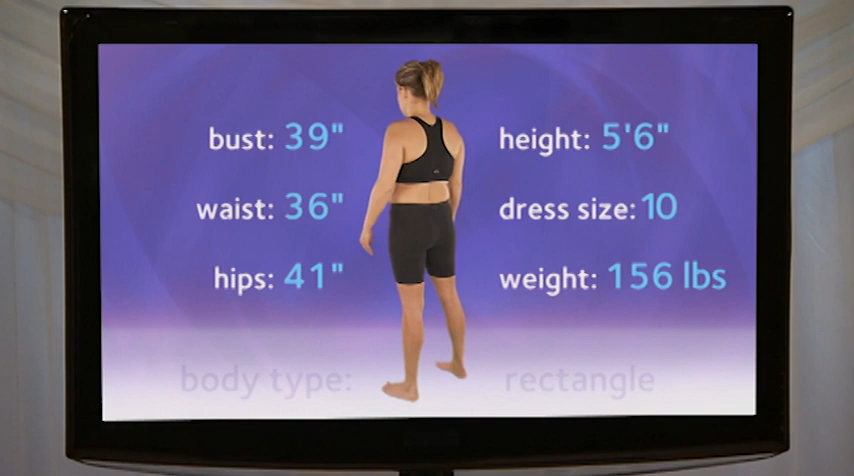 bust: 39"
waist: 36"
hips: 41"
height: 5'6"
dress size: 10
weight: 156 lbs
body type: rectangle